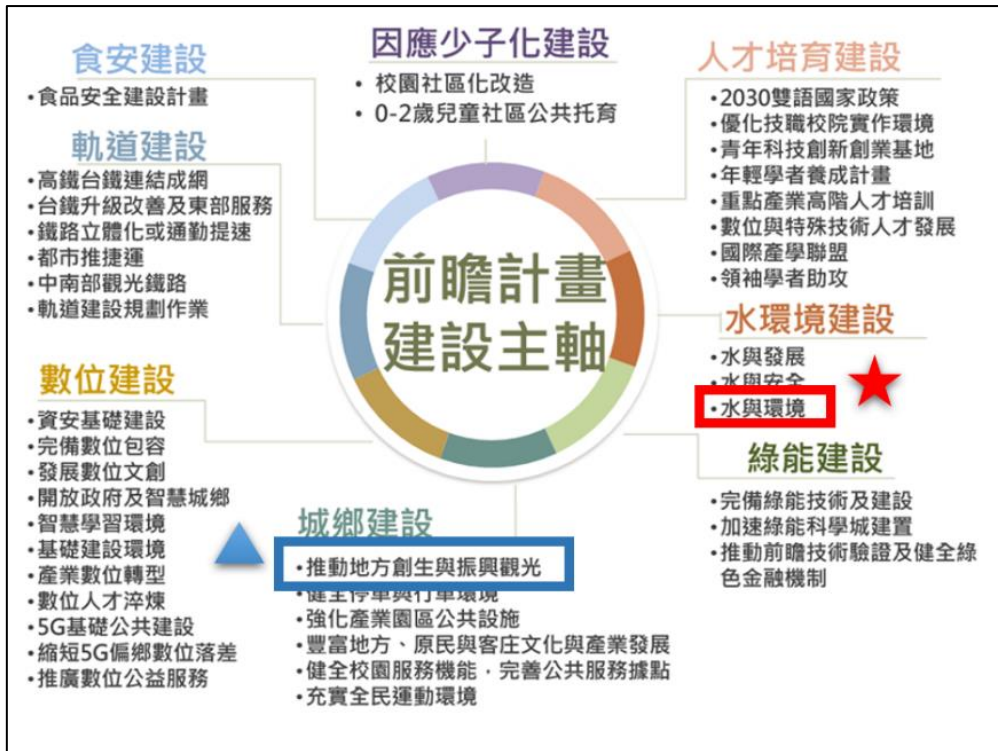 因應少子化建設
• 校園社區化改造
• 0-2歲兒童社區公共托育
食安建設
•食品安全建設計畫
軌道建設
•高鐵台鐵連結成網
•台鐵升級改善及東部服務
•鐵路立體化或通勤提速
•都市推捷運
•中南部觀光鐵路
•軌道建設規劃作業
數位建設
•資安基礎建設
•完備數位包容
•發展數位文創
•開放政府及智慧城鄉
•智慧學習環境
•基礎建設環境
•產業數位轉型
•數位人才淬煉
•5G基礎公共建設
•縮短5G偏鄉數位落差
•推廣數位公益服務
前瞻計畫
建設主軸
城鄉建設
•推動地方創生與振興觀光
•健全停車與行車環境
•強化產業園區公共設施
•豐富地方、原民與客庄文化與產業發展
•健全校園服務機能，完善公共服務據點
•充實全民運動環境
人才培育建設
•2030雙語國家政策
•優化技職校院實作環境
•青年科技創新創業基地
•年輕學者養成計畫
•重點產業高階人才培訓
•數位與特殊技術人才發展
•國際產學聯盟
•領袖學者助攻
水環境建設
•水與發展
•水與安全
•水與環境
綠能建設
•完備綠能技術及建設
•加速綠能科學城建置
•推動前瞻技術驗證及健全綠
色金融機制